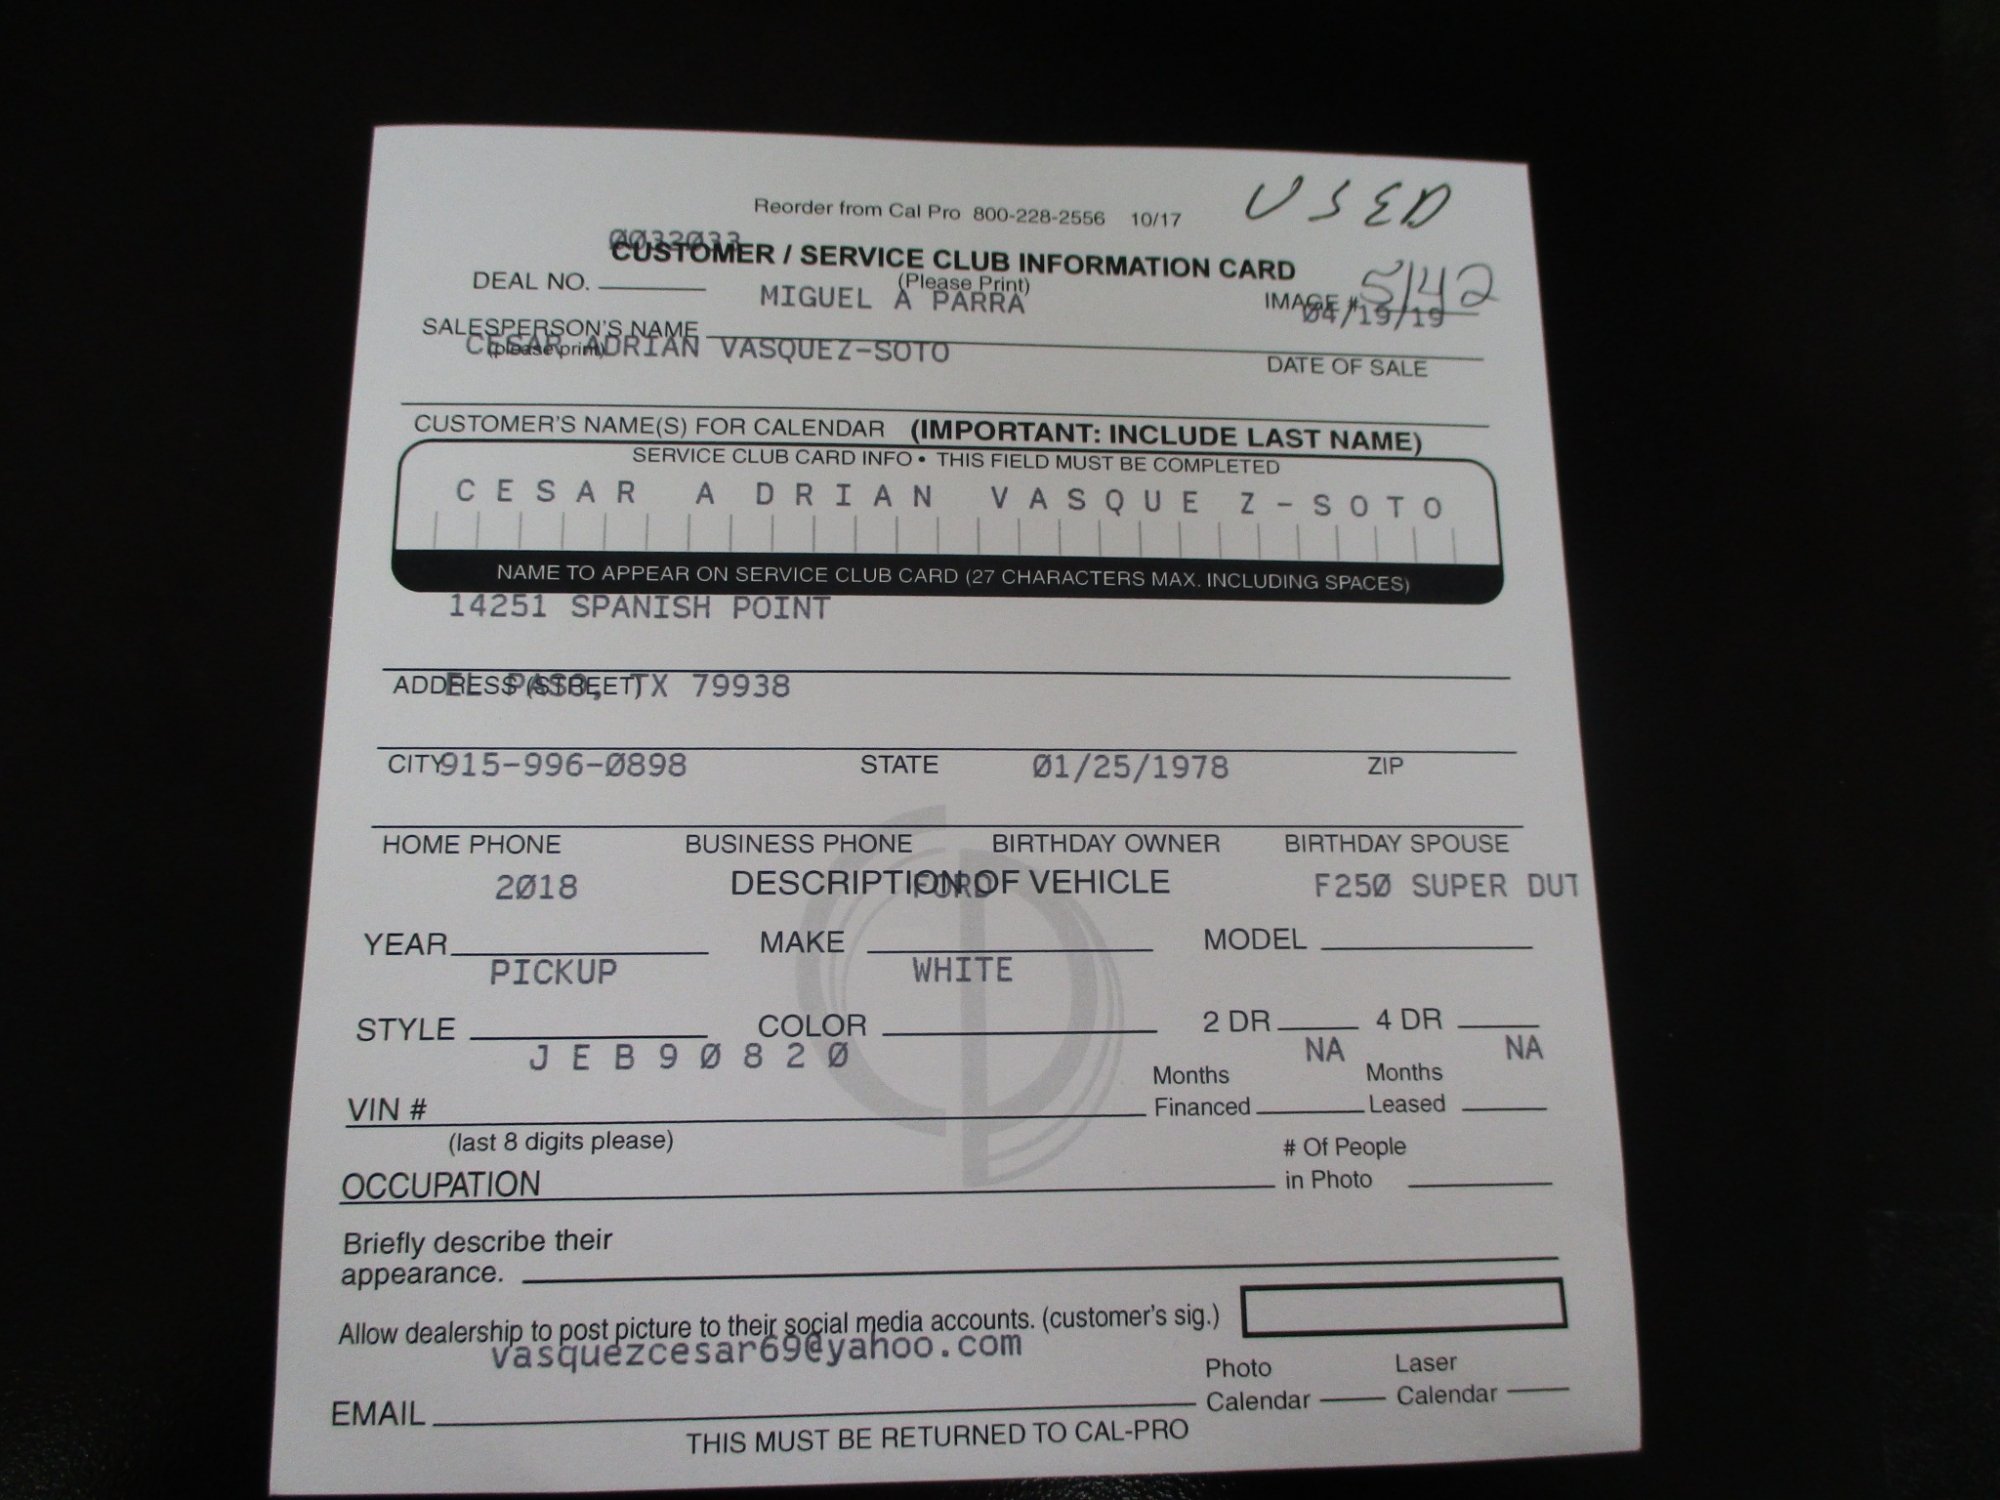 USED
Reorder from Cal Pro 800-228-2556 10/17
0032033
CUSTOMER / SERVICE CLUB INFORMATION CARD
(Please Print)
DEAL NO.
MIGUEL A PARRA
IMAGE # 5142
04/19/19
SALESPERSON'S NAME
(please print)
CESAR ADRIAN VASQUEZ-SOTO
DATE OF SALE
CUSTOMER'S NAME(S) FOR CALENDAR (IMPORTANT: INCLUDE LAST NAME)
SERVICE CLUB CARD INFO • THIS FIELD MUST BE COMPLETED
CESAR ADRIAN VASQUEZ-SOTO
NAME TO APPEAR ON SERVICE CLUB CARD (27 CHARACTERS MAX. INCLUDING SPACES)
14251 SPANISH POINT
ADDRESS (STREET)
EL PASO, TX 79938
CITY STATE ZIP
915-996-0898 01/25/1978
HOME PHONE BUSINESS PHONE BIRTHDAY OWNER BIRTHDAY SPOUSE
DESCRIPTION OF VEHICLE
2018 FORD F250 SUPER DUT
YEAR MAKE MODEL
PICKUP WHITE
STYLE COLOR 2 DR 4 DR
JEB90820 NA NA
VIN # Months Financed Months Leased
(last 8 digits please)
OCCUPATION # Of People in Photo
Briefly describe their
appearance.
Allow dealership to post picture to their social media accounts. (customer's sig.)
vasquezcesar69@yahoo.com
EMAIL Photo Calendar Laser Calendar
THIS MUST BE RETURNED TO CAL-PRO